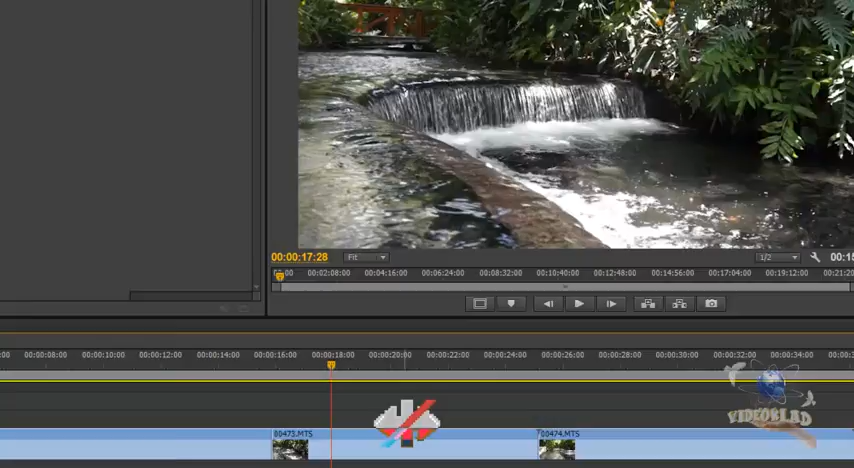 00:00:17:28 Fit 1/2
00:02:08:00 00:04:16:00 00:06:24:00 00:08:32:00 00:10:40:00 00:12:48:00 00:14:56:00 00:17:04:00 00:19:12:00
00:00:08:00 00:00:10:00 00:00:12:00 00:00:14:00 00:00:16:00 00:00:18:00 00:00:20:00 00:00:22:00 00:00:24:00 00:00:26:00 00:00:28:00 00:00:30:00 00:00:32:00 00:00:34:00
VIDEOBLAD
00473.MTS 00474.MTS